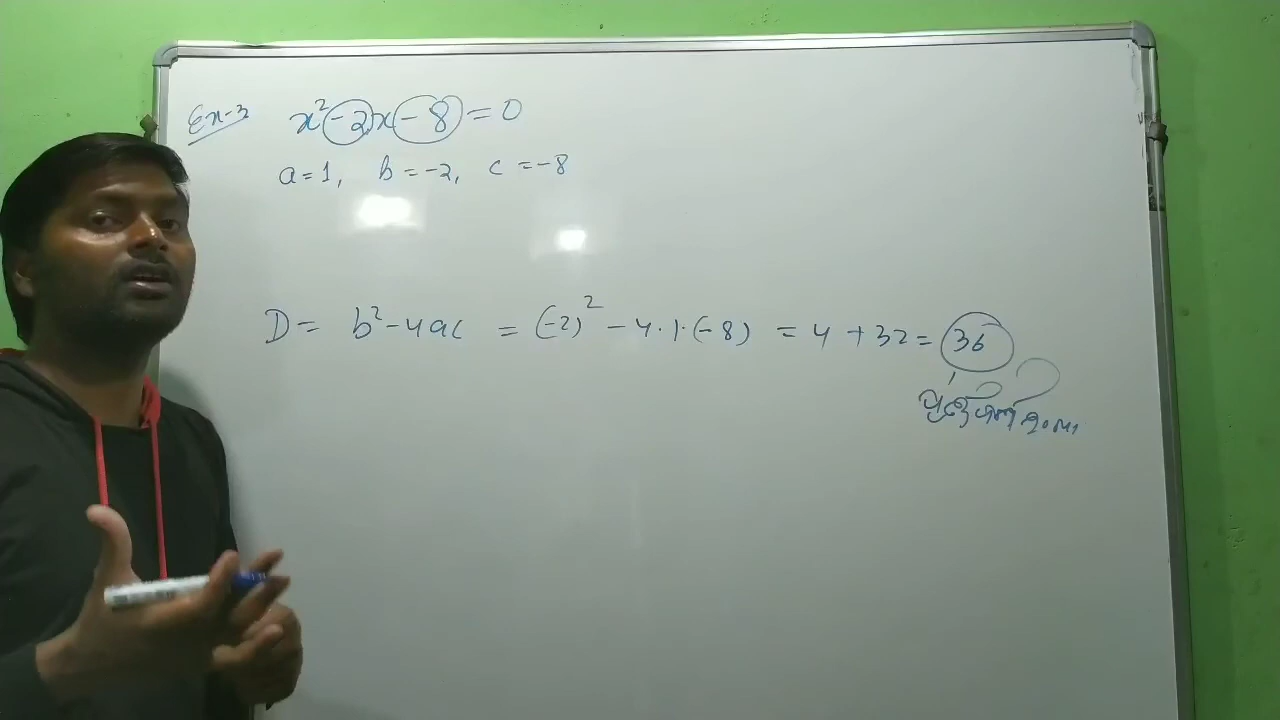 Ex-3 x² -2x -8 = 0
a = 1, b = -2, c = -8
D = b² - 4ac = (-2)² - 4.1.(-8) = 4 + 32 = 36
ପୂର୍ଣ୍ଣବର୍ଗ ସଂଖ୍ୟା